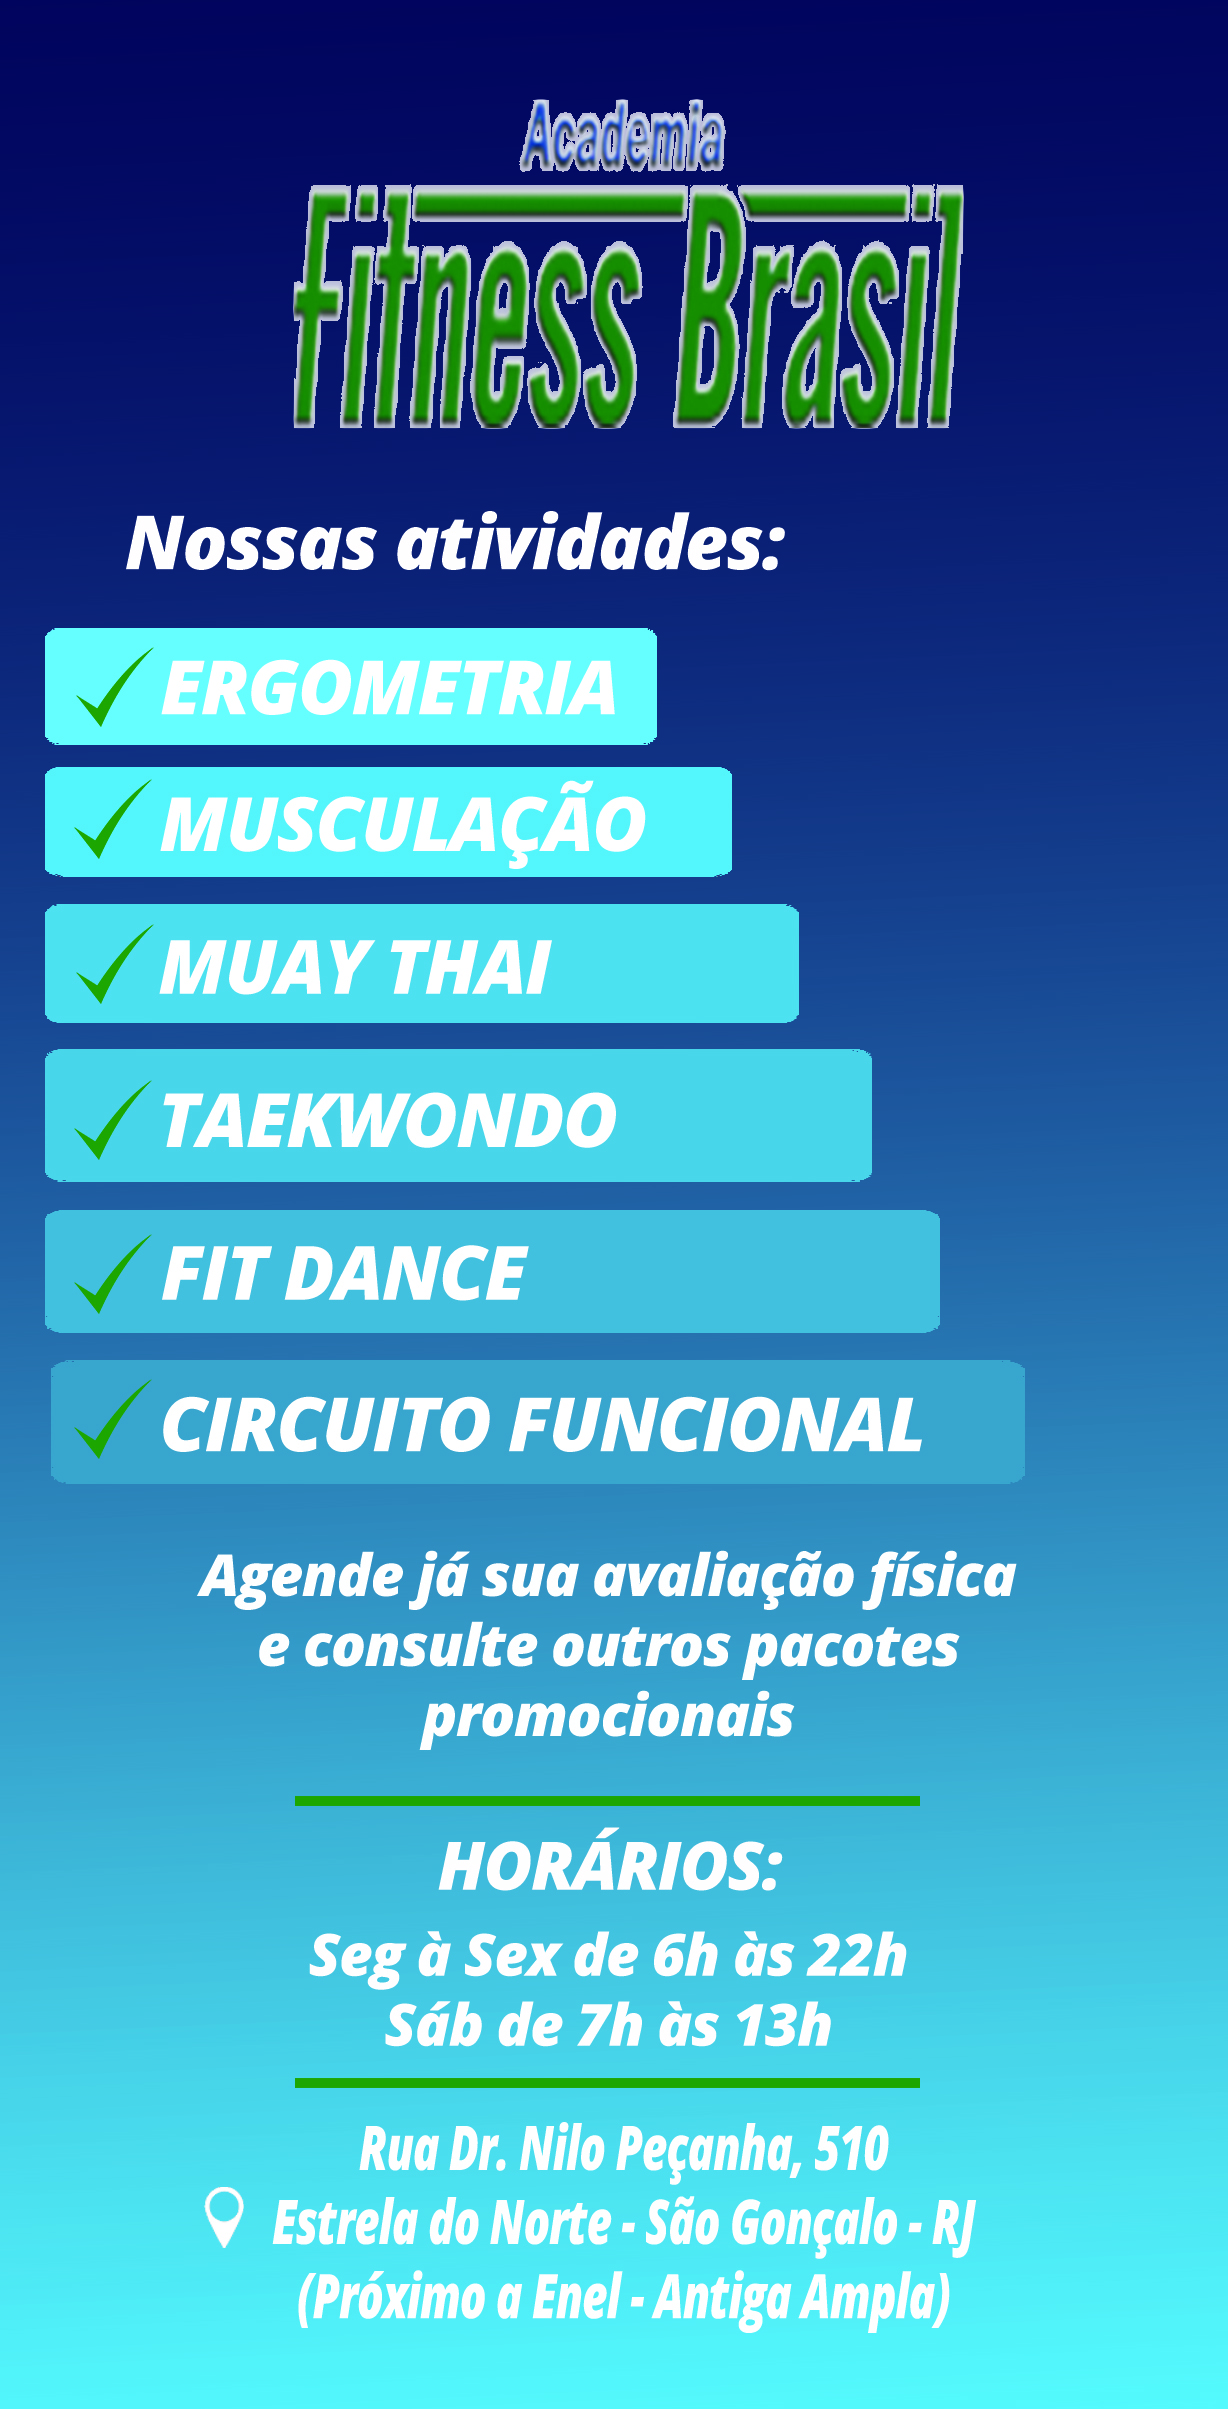 Academia
Fitness Brasil
Nossas atividades:
ERGOMETRIA
MUSCULAÇÃO
MUAY THAI
TAEKWONDO
FIT DANCE
CIRCUITO FUNCIONAL
Agende já sua avaliação física
e consulte outros pacotes
promocionais
HORÁRIOS:
Seg à Sex de 6h às 22h
Sáb de 7h às 13h
Rua Dr. Nilo Peçanha, 510
Estrela do Norte - São Gonçalo - RJ
(Próximo a Enel - Antiga Ampla)